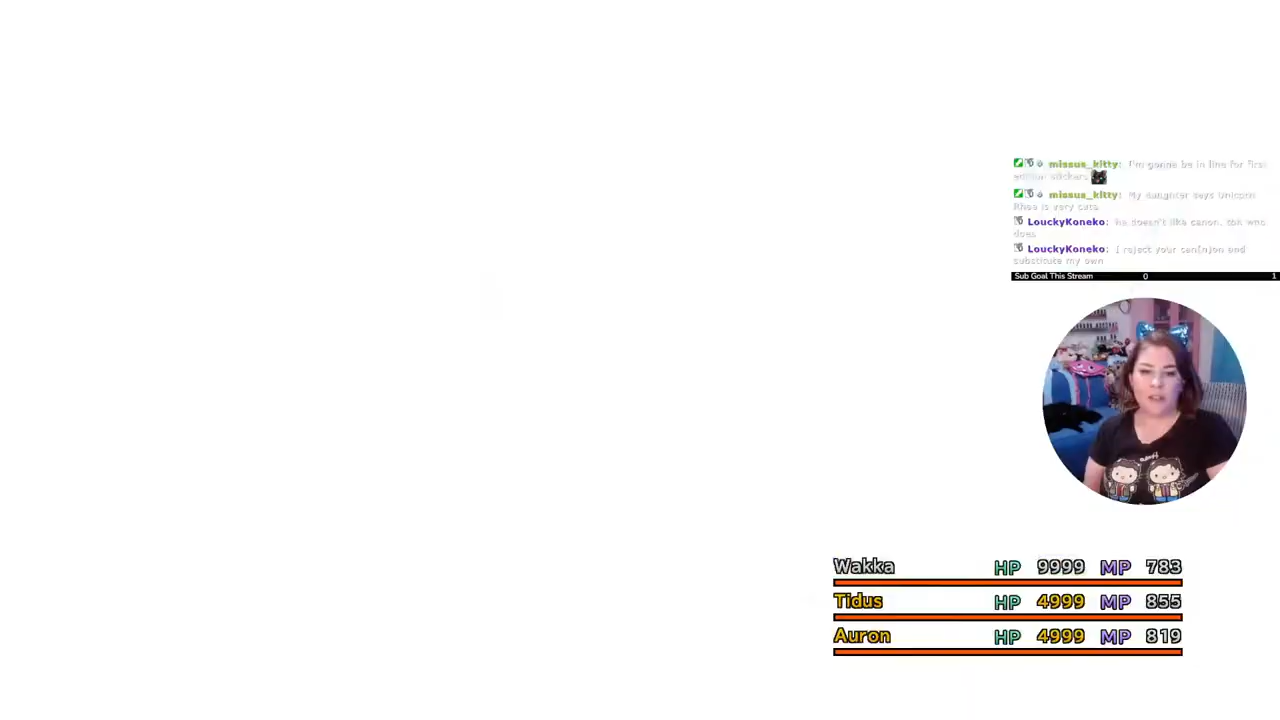 missus_kitty: I'm gonna be in line for first
edition stickers
missus_kitty: My daughter says Unicorn
Rhea is very cute
LouckyKoneko: he doesn't like canon. tbh who
does
LouckyKoneko: I reject your canInjon and
substitute my own
Sub Goal This Stream 0 1
Wakka HP 9999 MP 783
Tidus HP 4999 MP 855
Auron HP 4999 MP 819